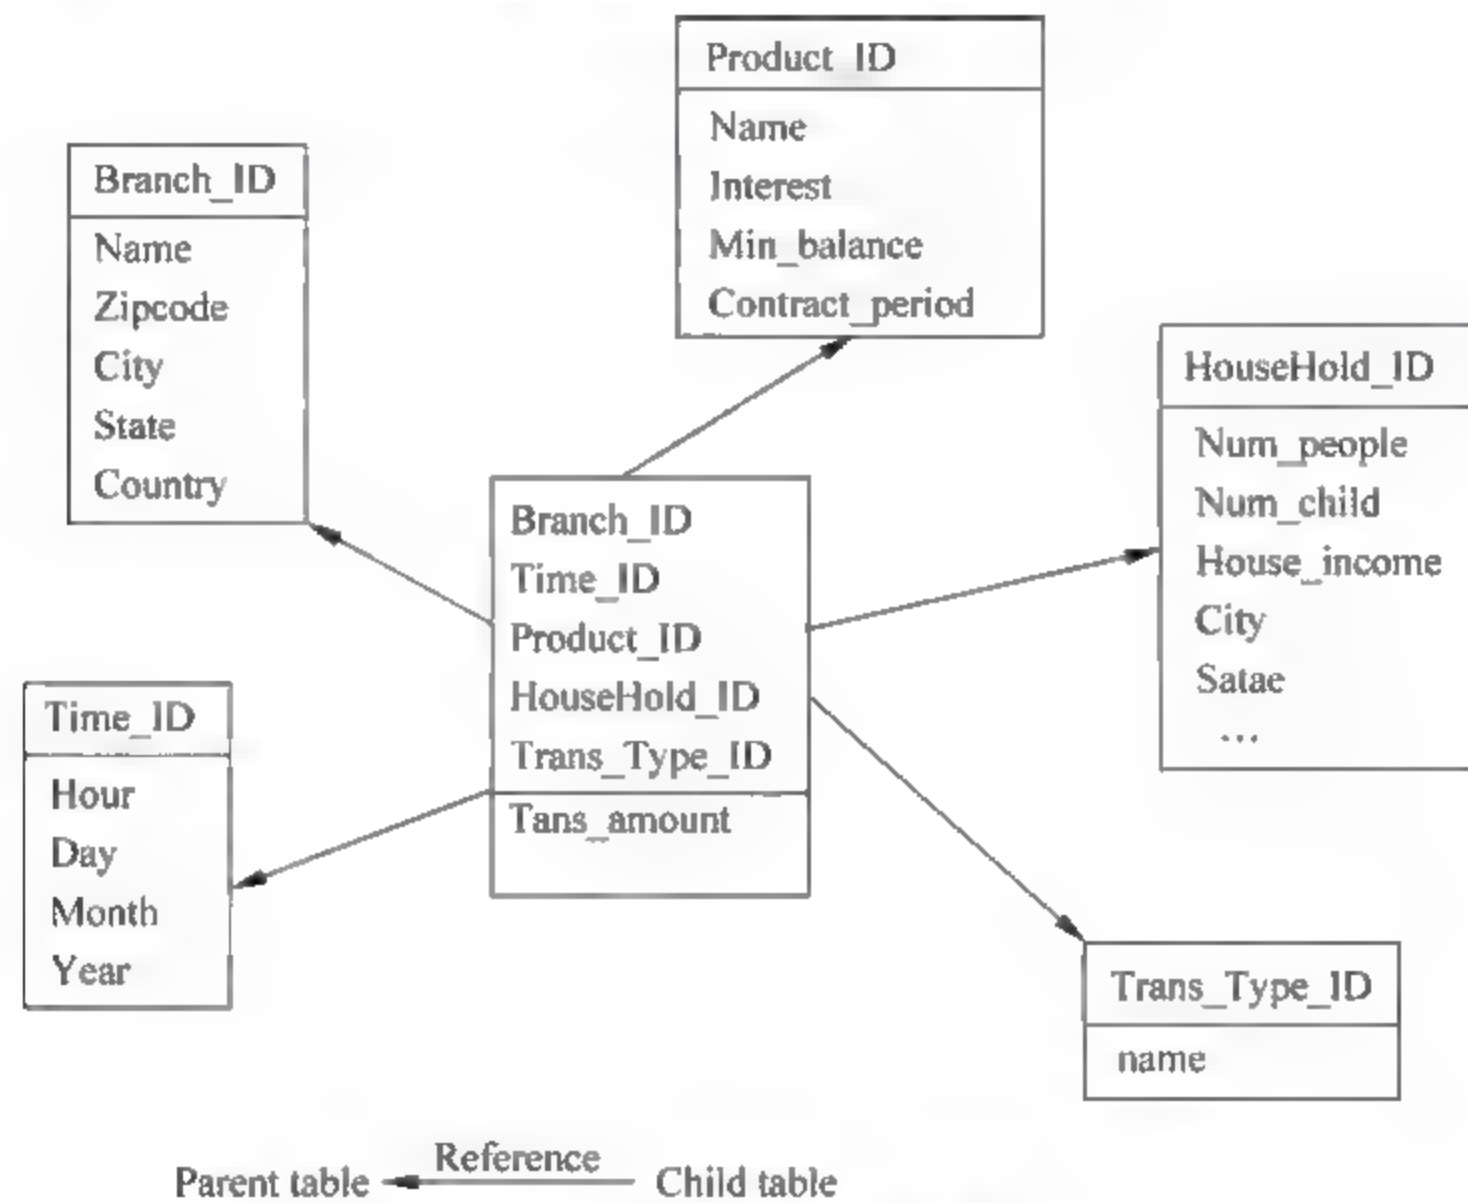 Product_ID
Name
Interest
Min_balance
Contract_period
Branch_ID
Name
Zipcode
City
State
Country
HouseHold_ID
Num_people
Num_child
House_income
City
Satae
...
Branch_ID
Time_ID
Product_ID
HouseHold_ID
Trans_Type_ID
Tans_amount
Time_ID
Hour
Day
Month
Year
Trans_Type_ID
name
Reference
Parent table Child table